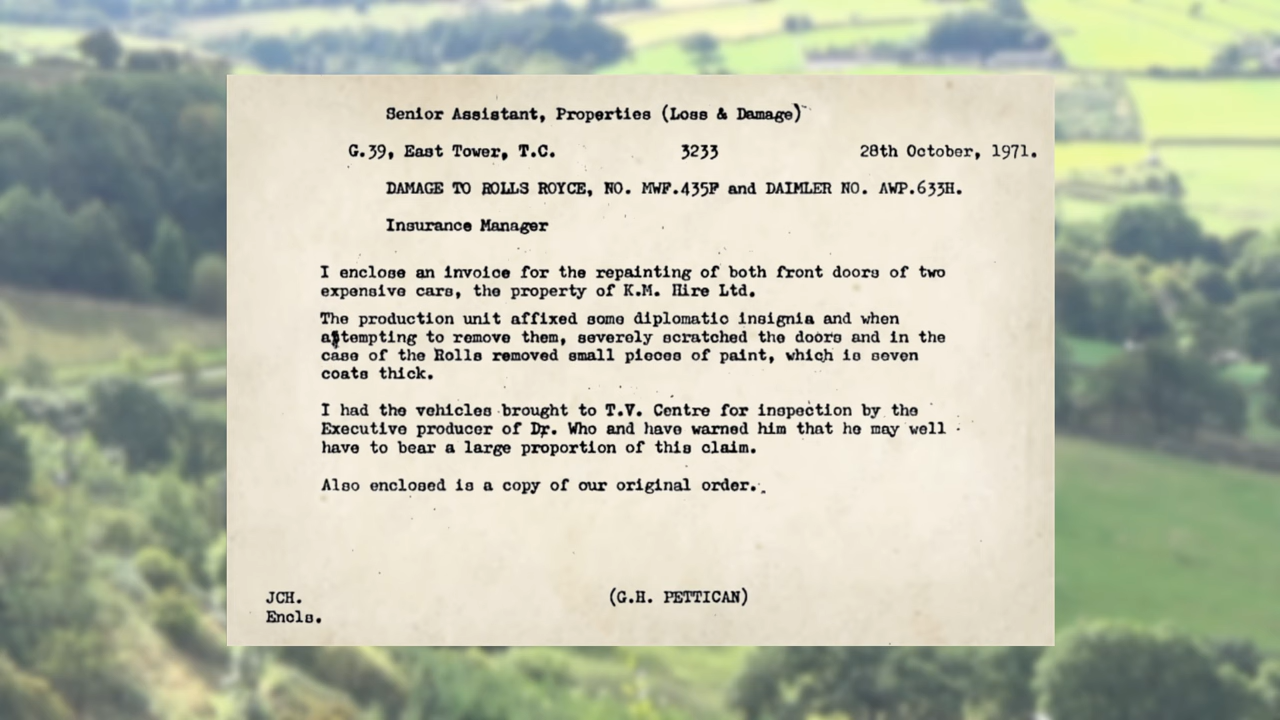 Senior Assistant, Properties (Loss & Damage)
G.39, East Tower, T.C. 3233 28th October, 1971.
DAMAGE TO ROLLS ROYCE, NO. MWF.435F and DAIMLER NO. AWP.633H.
Insurance Manager
I enclose an invoice for the repainting of both front doors of two
expensive cars, the property of K.M. Hire Ltd.
The production unit affixed some diplomatic insignia and when
attempting to remove them, severely scratched the doors and in the
case of the Rolls removed small pieces of paint, which is seven
coats thick.
I had the vehicles brought to T.V. Centre for inspection by the
Executive producer of Dr. Who and have warned him that he may well
have to bear a large proportion of this claim.
Also enclosed is a copy of our original order.
JCH. (G.H. PETTICAN)
Encls.